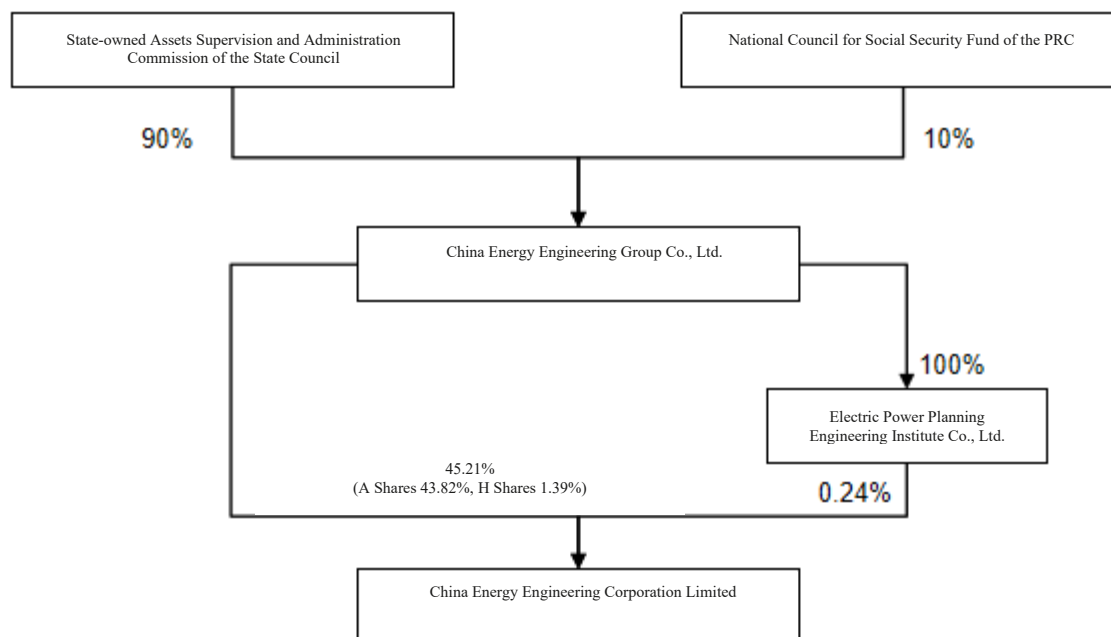 State-owned Assets Supervision and Administration
Commission of the State Council
National Council for Social Security Fund of the PRC
90%
10%
China Energy Engineering Group Co., Ltd.
100%
Electric Power Planning
Engineering Institute Co., Ltd.
45.21%
(A Shares 43.82%, H Shares 1.39%)
0.24%
China Energy Engineering Corporation Limited